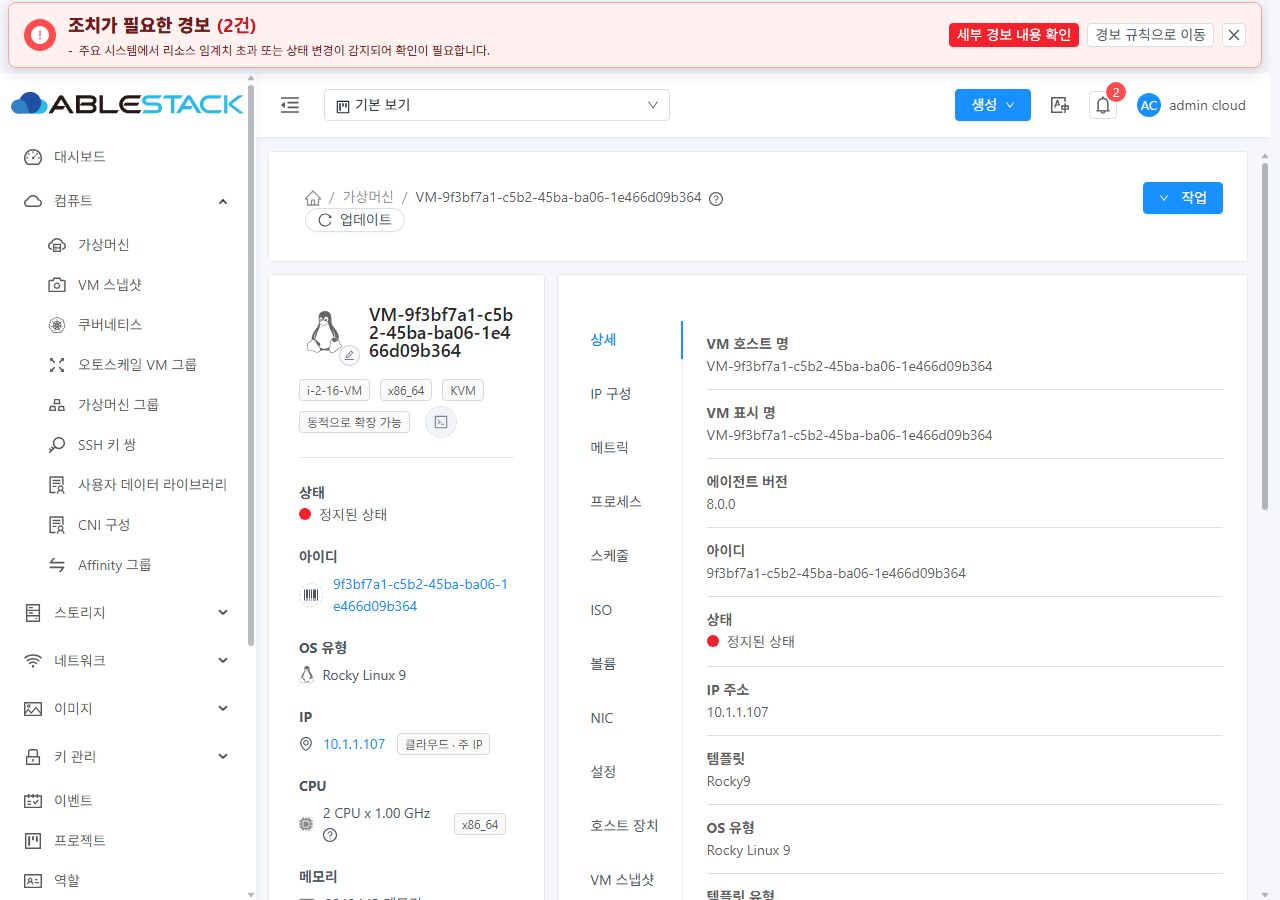 조치가 필요한 경보 (2건)
- 주요 시스템에서 리소스 임계치 초과 또는 상태 변경이 감지되어 확인이 필요합니다.
세부 경보 내용 확인
경보 규칙으로 이동
ABLESTACK
기본 보기
생성
2
AC
admin cloud
대시보드
컴퓨트
가상머신
VM 스냅샷
쿠버네티스
오토스케일 VM 그룹
가상머신 그룹
SSH 키 쌍
사용자 데이터 라이브러리
CNI 구성
Affinity 그룹
스토리지
네트워크
이미지
키 관리
이벤트
프로젝트
역할
/ 가상머신 / VM-9f3bf7a1-c5b2-45ba-ba06-1e466d09b364
업데이트
작업
VM-9f3bf7a1-c5b
2-45ba-ba06-1e4
66d09b364
i-2-16-VM
x86_64
KVM
동적으로 확장 가능
상태
정지된 상태
아이디
9f3bf7a1-c5b2-45ba-ba06-1
e466d09b364
OS 유형
Rocky Linux 9
IP
10.1.1.107
클라우드 · 주 IP
CPU
2 CPU x 1.00 GHz
x86_64
메모리
상세
IP 구성
메트릭
프로세스
스케줄
ISO
볼륨
NIC
설정
호스트 장치
VM 스냅샷
VM 호스트 명
VM-9f3bf7a1-c5b2-45ba-ba06-1e466d09b364
VM 표시 명
VM-9f3bf7a1-c5b2-45ba-ba06-1e466d09b364
에이전트 버전
8.0.0
아이디
9f3bf7a1-c5b2-45ba-ba06-1e466d09b364
상태
정지된 상태
IP 주소
10.1.1.107
템플릿
Rocky9
OS 유형
Rocky Linux 9
템플릿 유형